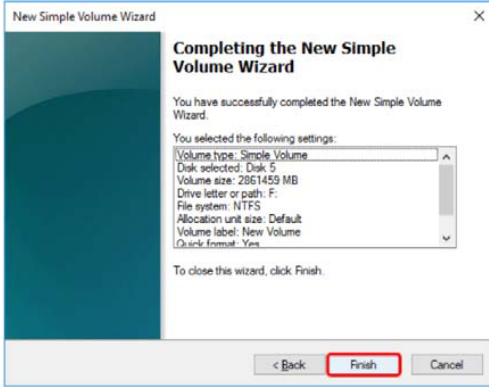 New Simple Volume Wizard
Completing the New Simple
Volume Wizard
You have successfully completed the New Simple Volume
Wizard.
You selected the following settings:
Volume type: Simple Volume
Disk selected: Disk 5
Volume size: 2861459 MB
Drive letter or path: F:
File system: NTFS
Allocation unit size: Default
Volume label: New Volume
Quick format: Yes
To close this wizard, click Finish.
< Back
Finish
Cancel